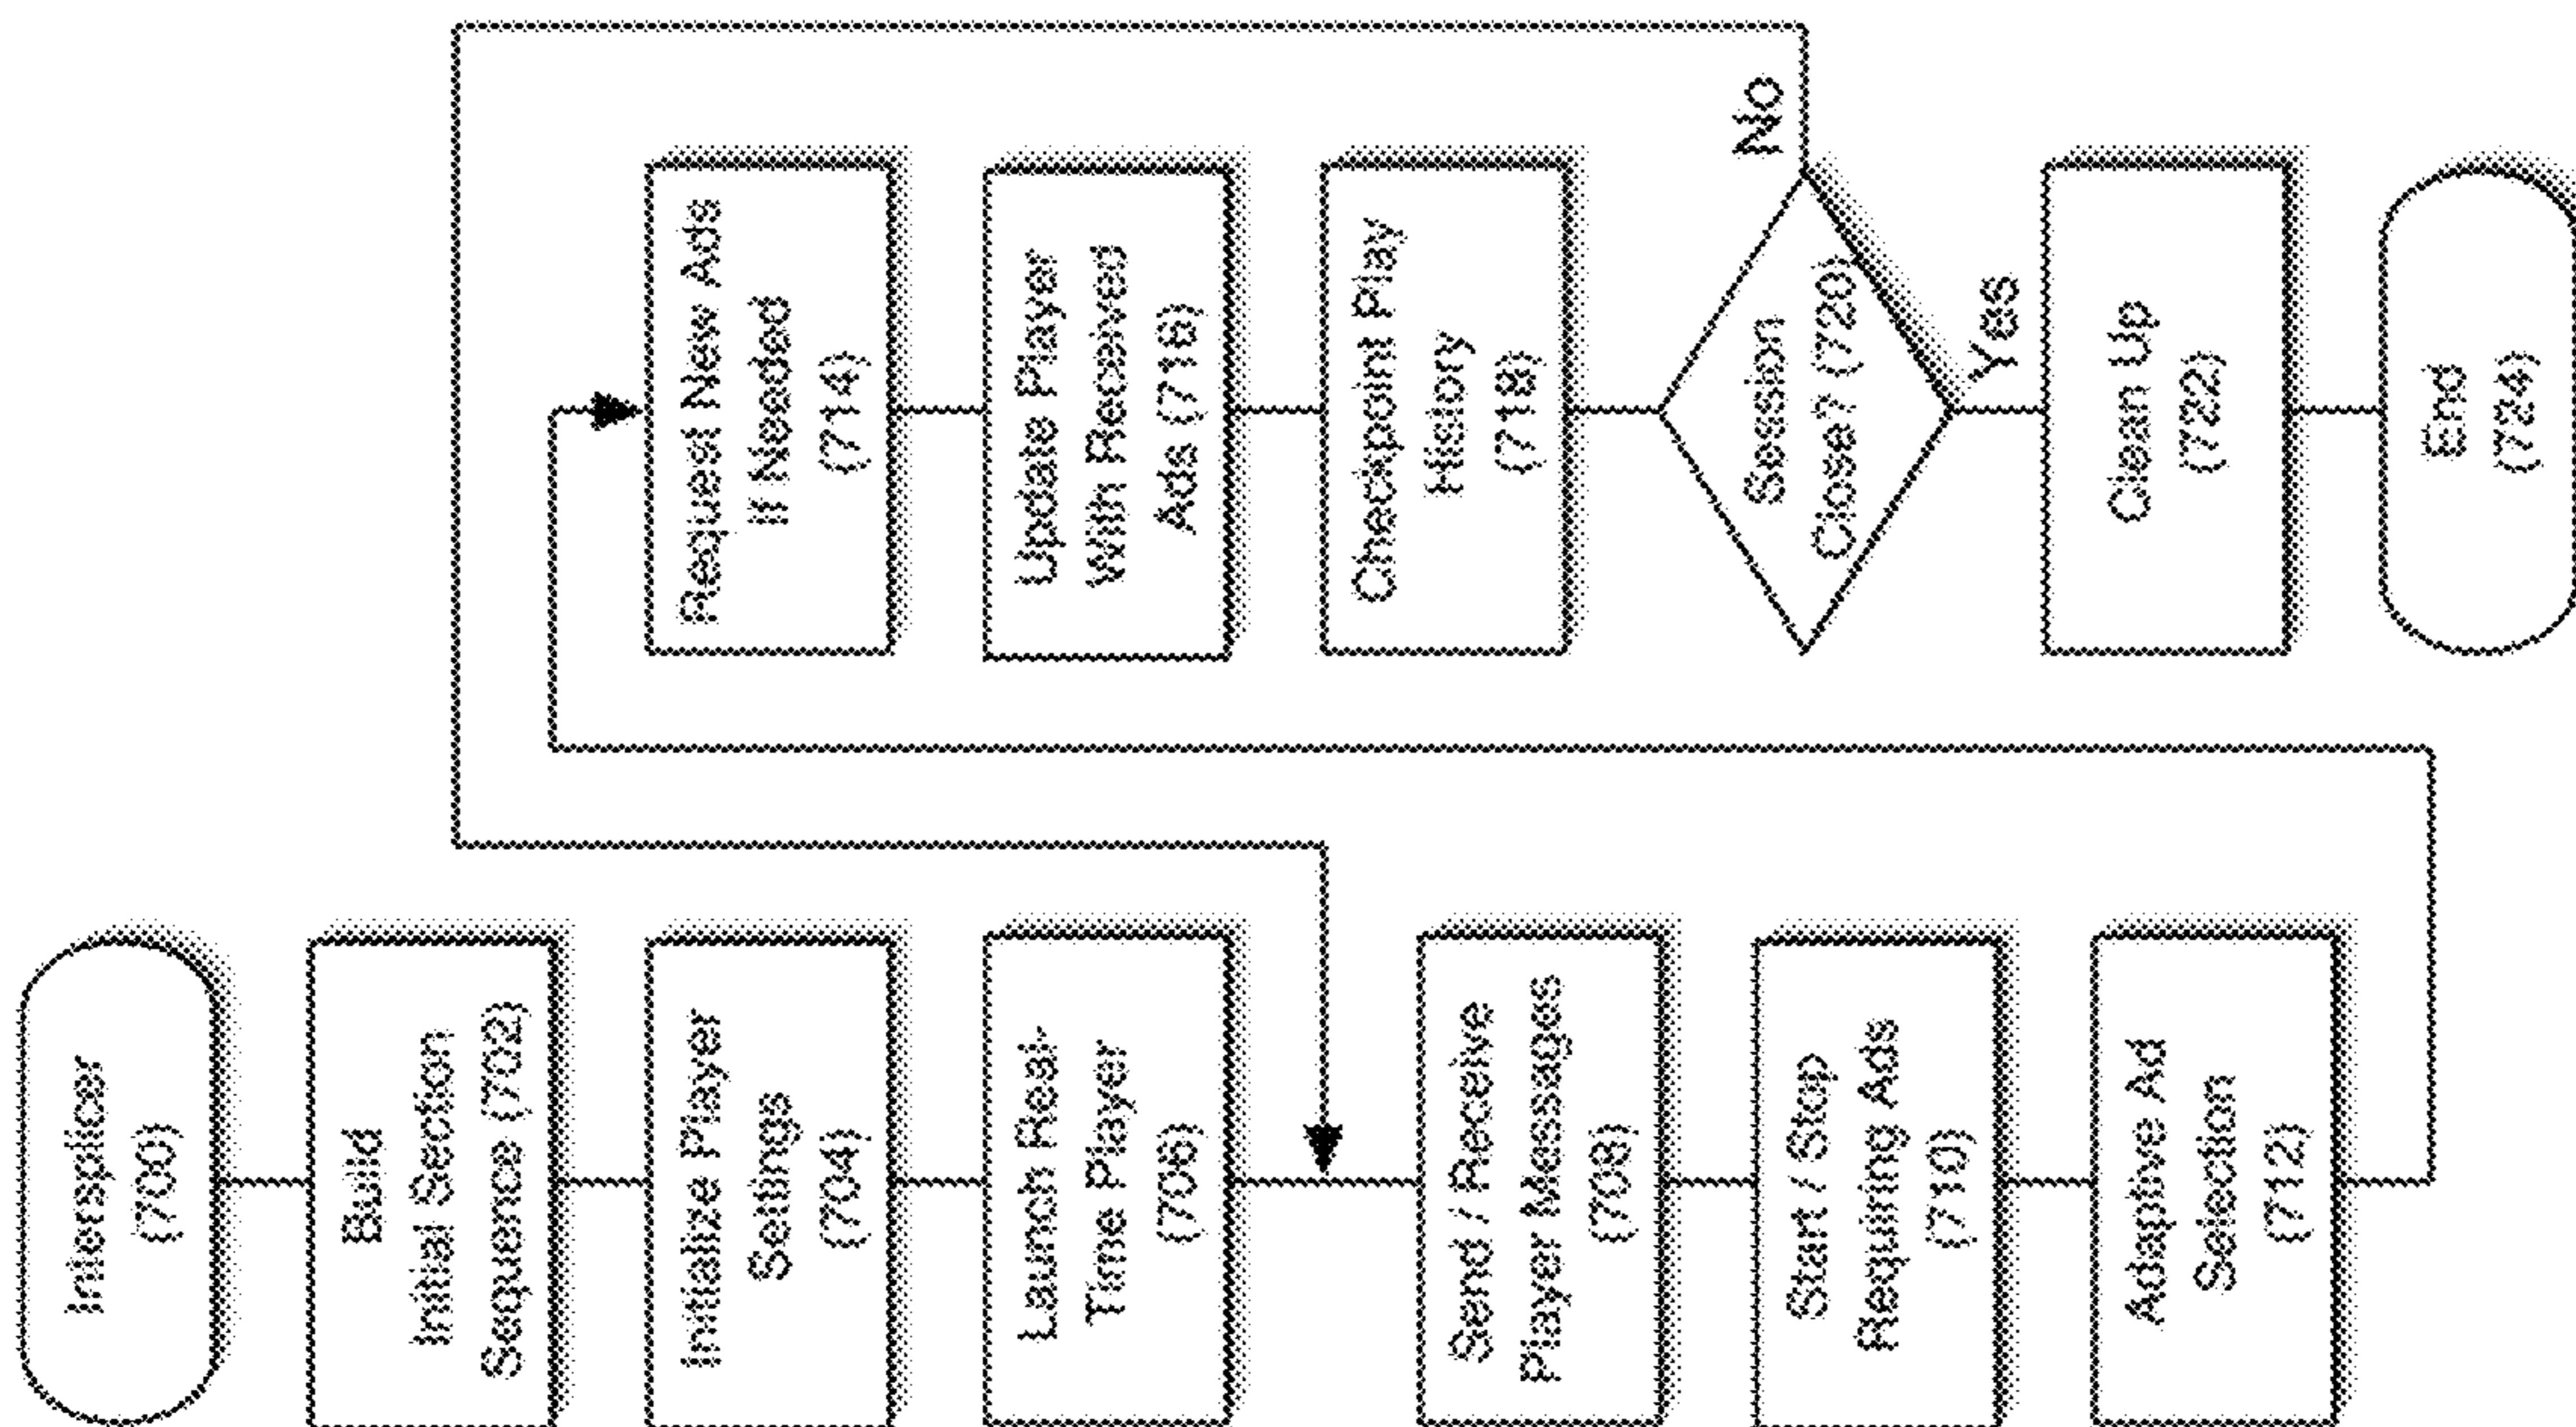 Intersplicer
(700)
Build
Initial Section
Sequence (702)
Initialize Player
Settings
(704)
Launch Real-
Time Player
(706)
Send / Receive
Player Messages
(708)
Start / Stop
Requiring Ads
(710)
Adaptive Ad
Selection
(712)
Request New Ads
If Needed
(714)
Update Player
With Received
Ads (716)
Checkpoint Play
History
(718)
Session
Close? (720)
No
Yes
Clean Up
(722)
End
(724)